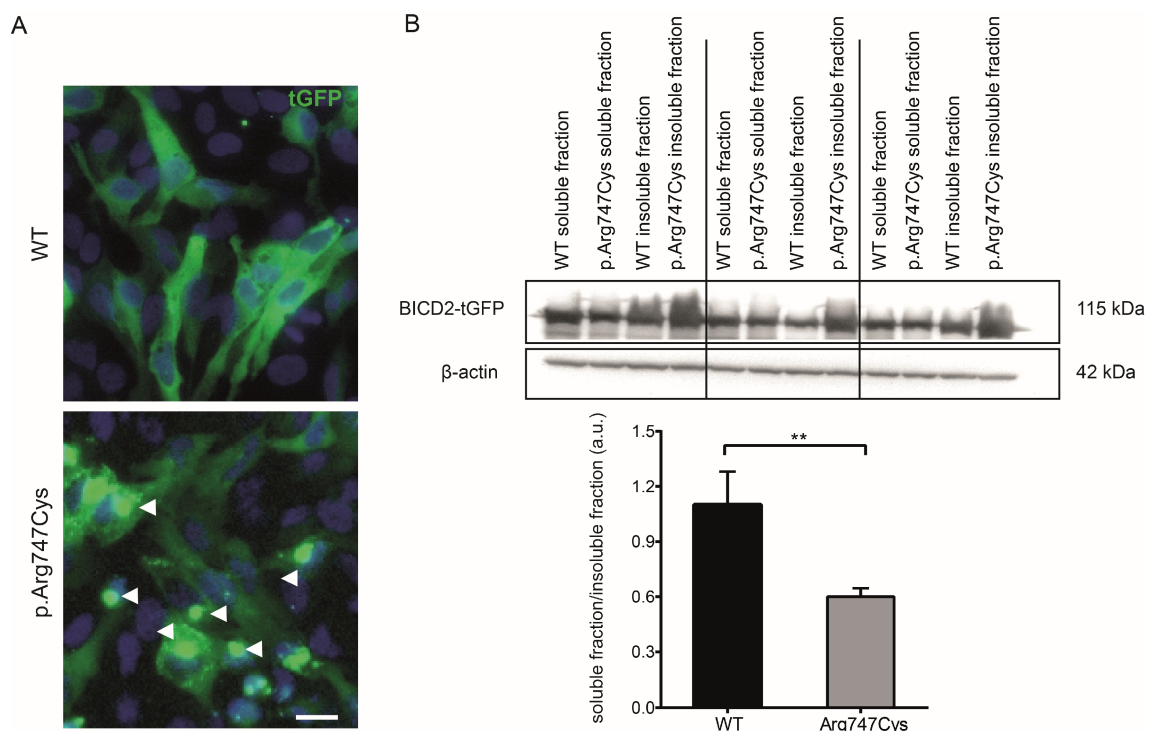 A
B
tGFP
WT
p.Arg747Cys
WT soluble fraction
p.Arg747Cys soluble fraction
WT insoluble fraction
p.Arg747Cys insoluble fraction
WT soluble fraction
p.Arg747Cys soluble fraction
WT insoluble fraction
p.Arg747Cys insoluble fraction
WT soluble fraction
p.Arg747Cys soluble fraction
WT insoluble fraction
p.Arg747Cys insoluble fraction
BICD2-tGFP
115 kDa
β-actin
42 kDa
soluble fraction/insoluble fraction (a.u.)
1.5
1.2
0.9
0.6
0.3
0.0
**
WT
Arg747Cys